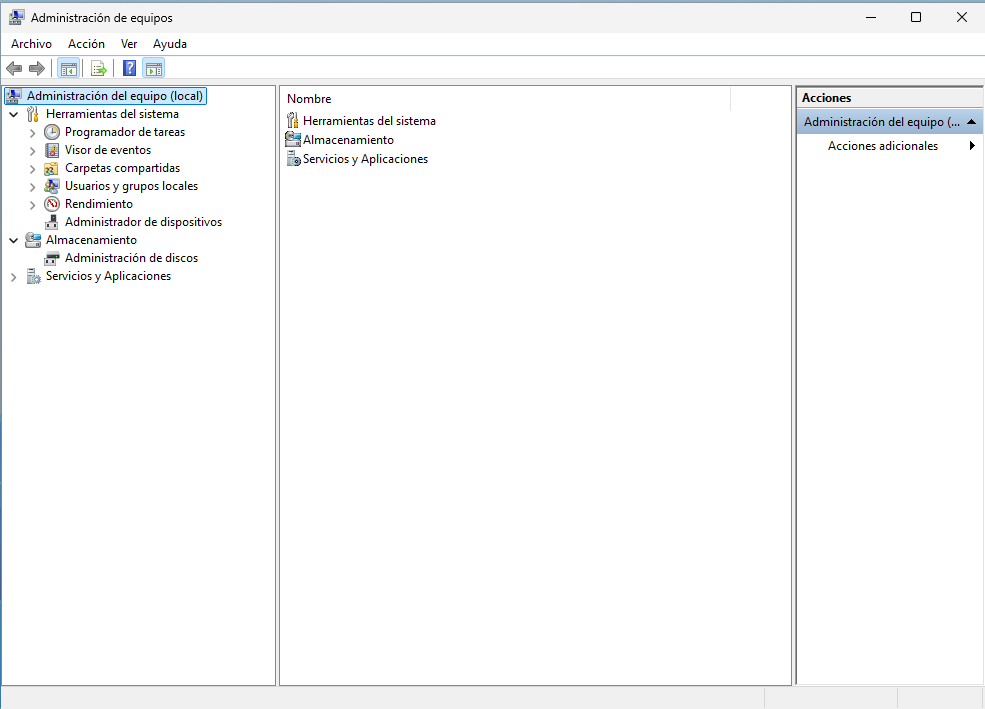 Administración de equipos
Archivo Acción Ver Ayuda
Administración del equipo (local)
Herramientas del sistema
Programador de tareas
Visor de eventos
Carpetas compartidas
Usuarios y grupos locales
Rendimiento
Administrador de dispositivos
Almacenamiento
Administración de discos
Servicios y Aplicaciones
Nombre
Herramientas del sistema
Almacenamiento
Servicios y Aplicaciones
Acciones
Administración del equipo (...
Acciones adicionales